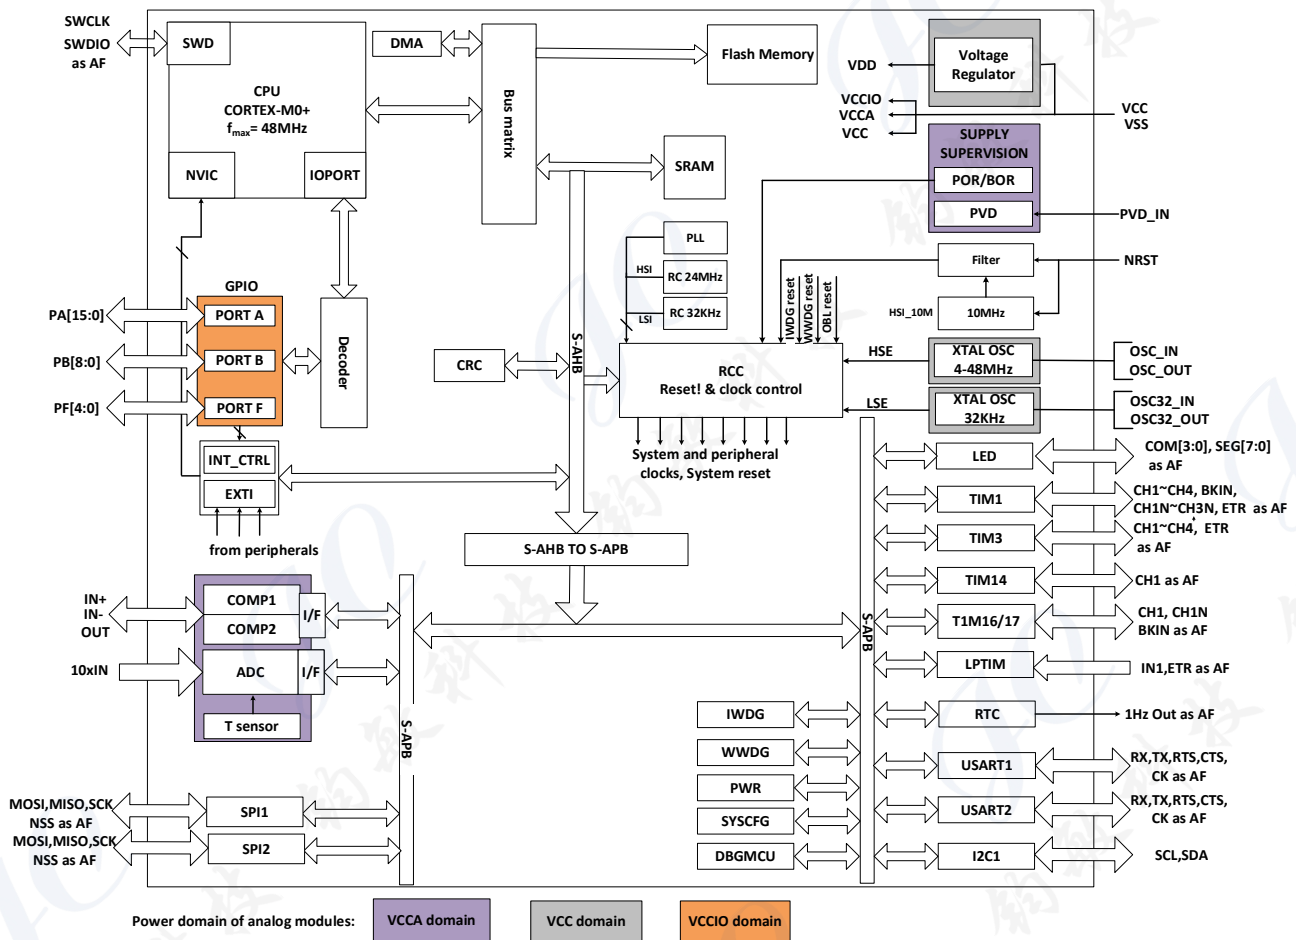 SWCLK
SWDIO
as AF
SWD
CPU
CORTEX-M0+
fmax= 48MHz
NVIC
IOPORT
DMA
Bus matrix
Flash Memory
SRAM
VDD
VCCIO
VCCA
VCC
Voltage
Regulator
VCC
VSS
SUPPLY
SUPERVISION
POR/BOR
PVD
PVD_IN
PLL
HSI
RC 24MHz
LSI
RC 32KHz
Filter
NRST
HSI_10M
10MHz
IWDG reset
WWDG reset
OBL reset
GPIO
PORT A
PORT B
PORT F
PA[15:0]
PB[8:0]
PF[4:0]
Decoder
CRC
S-AHB
RCC
Reset! & clock control
HSE
XTAL OSC
4-48MHz
OSC_IN
OSC_OUT
LSE
XTAL OSC
32KHz
OSC32_IN
OSC32_OUT
System and peripheral
clocks, System reset
INT_CTRL
EXTI
from peripherals
S-AHB TO S-APB
LED
COM[3:0], SEG[7:0]
as AF
TIM1
CH1~CH4, BKIN,
CH1N~CH3N, ETR as AF
TIM3
CH1~CH4, ETR
as AF
TIM14
CH1 as AF
T1M16/17
CH1, CH1N
BKIN as AF
LPTIM
IN1,ETR as AF
RTC
1Hz Out as AF
USART1
RX,TX,RTS,CTS,
CK as AF
USART2
RX,TX,RTS,CTS,
CK as AF
I2C1
SCL,SDA
S-APB
IWDG
WWDG
PWR
SYSCFG
DBGMCU
IN+
IN-
OUT
COMP1
COMP2
I/F
10xIN
ADC
I/F
T sensor
S-APB
MOSI,MISO,SCK
NSS as AF
SPI1
MOSI,MISO,SCK
NSS as AF
SPI2
Power domain of analog modules:
VCCA domain
VCC domain
VCCIO domain